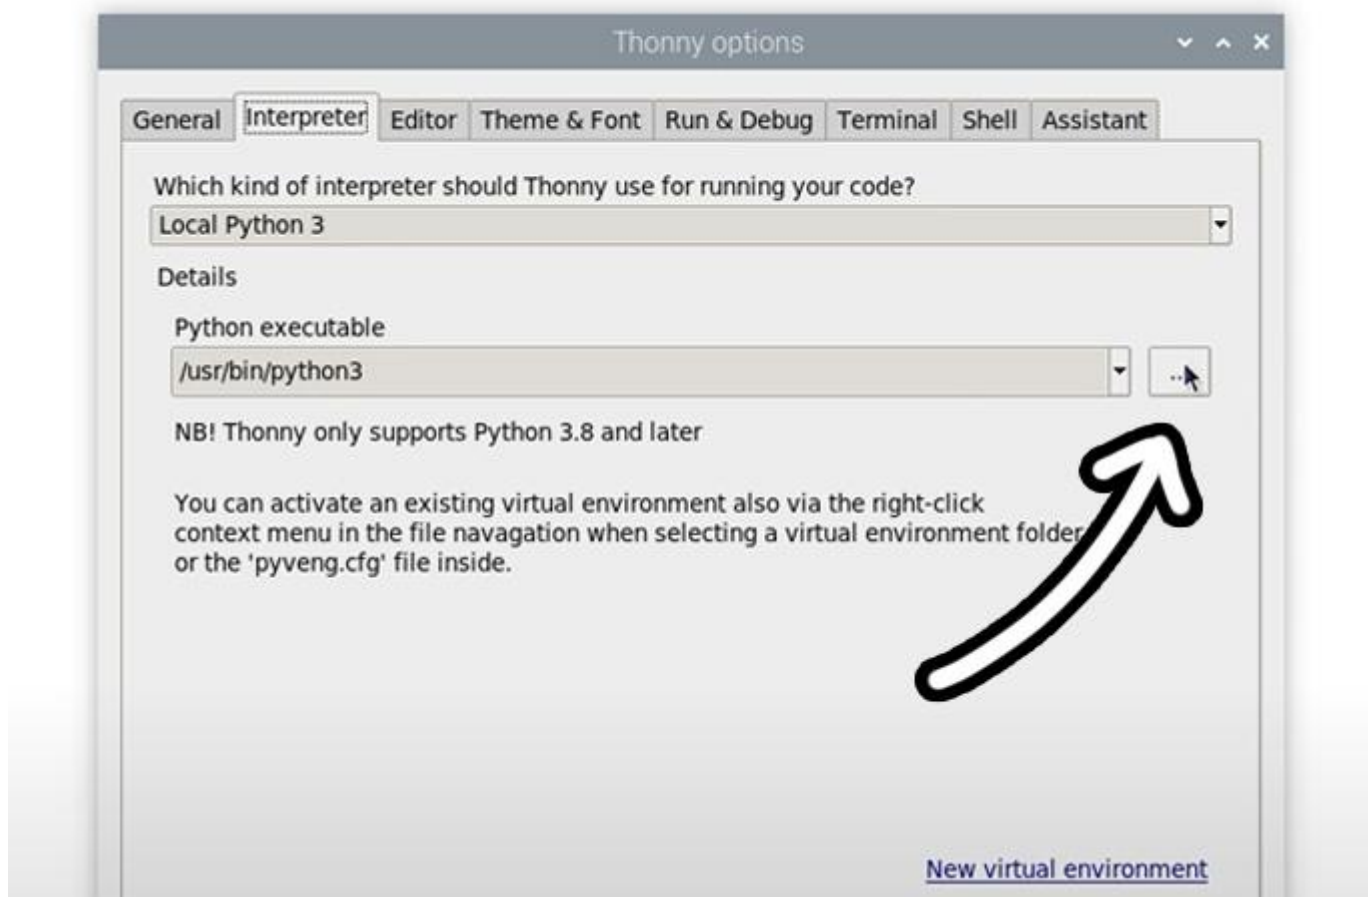 Thonny options
General Interpreter Editor Theme & Font Run & Debug Terminal Shell Assistant
Which kind of interpreter should Thonny use for running your code?
Local Python 3
Details
Python executable
/usr/bin/python3
..
NB! Thonny only supports Python 3.8 and later
You can activate an existing virtual environment also via the right-click
context menu in the file navagation when selecting a virtual environment folder
or the 'pyveng.cfg' file inside.
New virtual environment